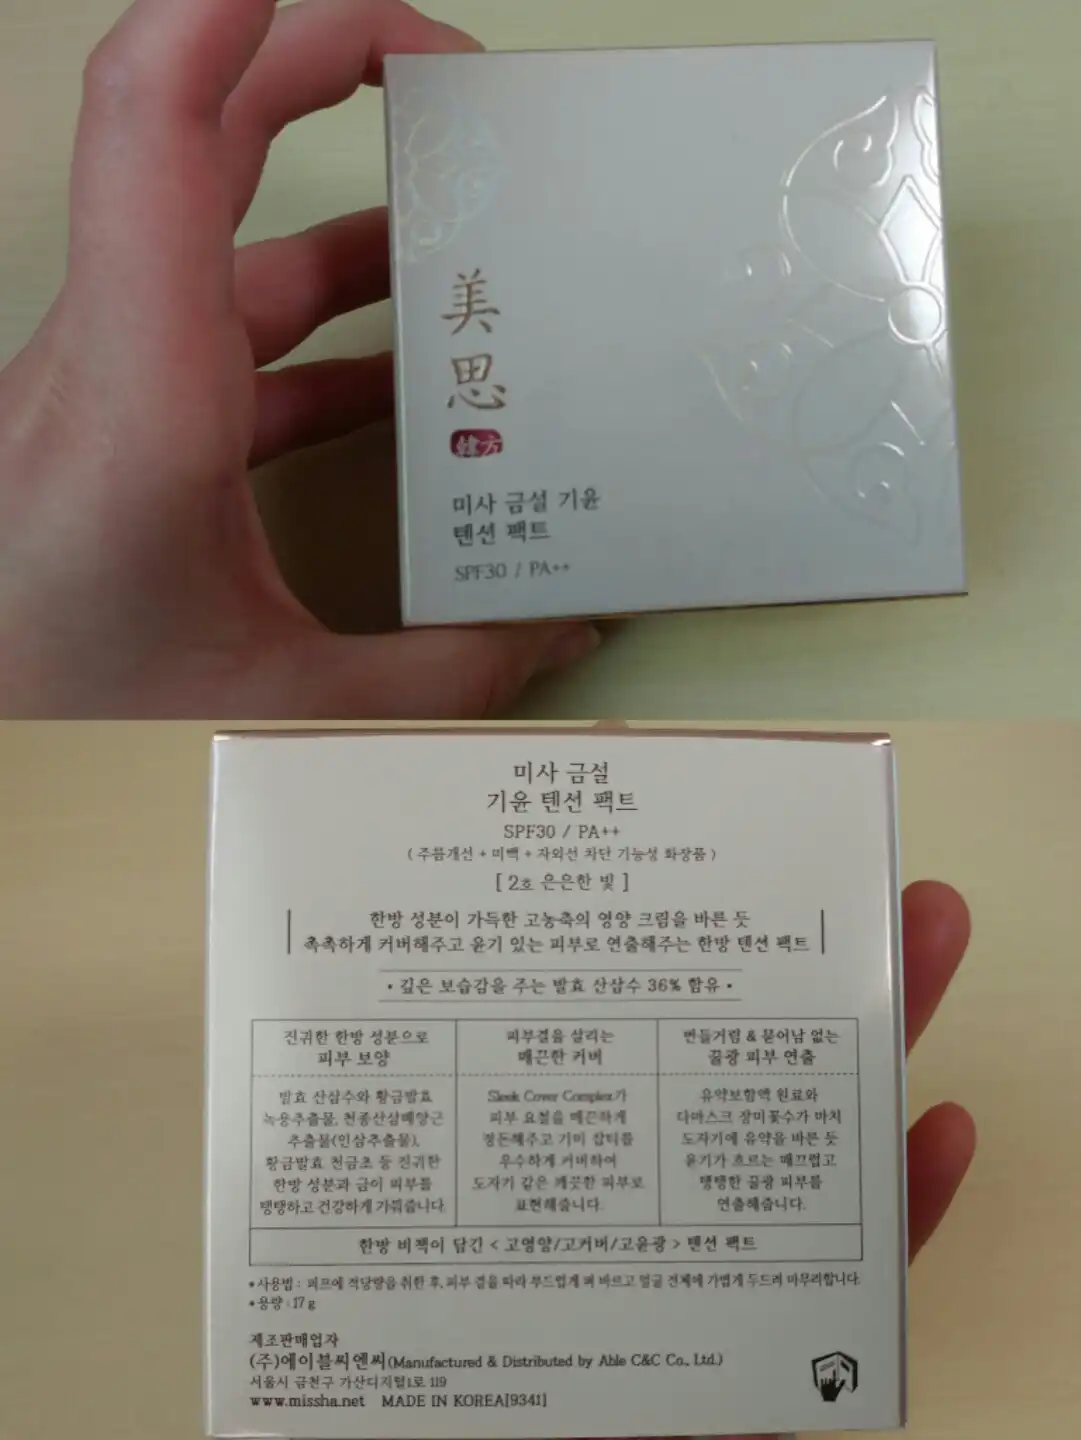 美
思
韓方
미사 금설 기윤
텐션 팩트
SPF30 / PA++
미사 금설
기윤 텐션 팩트
SPF30 / PA++
( 주름개선 + 미백 + 자외선 차단 기능성 화장품 )
[ 2호 은은한 빛 ]
한방 성분이 가득한 고농축의 영양 크림을 바른 듯
촉촉하게 커버해주고 윤기 있는 피부로 연출해주는 한방 텐션 팩트
• 깊은 보습감을 주는 발효 산삼수 36% 함유 •
진귀한 한방 성분으로
피부 보양
발효 산삼수와 황금발효
녹용추출물, 천종산삼배양근
추출물(인삼추출물),
황금발효 천금초 등 진귀한
한방 성분과 금이 피부를
탱탱하고 건강하게 가꿔줍니다.
피부결을 살리는
매끈한 커버
Sleek Cover Complex가
피부 요철을 매끈하게
정돈해주고 기미 잡티를
우수하게 커버하여
도자기 같은 깨끗한 피부로
표현해줍니다.
번들거림 & 묻어남 없는
꿀광 피부 연출
유약보함액 원료와
다마스크 장미꽃수가 마치
도자기에 유약을 바른 듯
윤기가 흐르는 매끄럽고
탱탱한 꿀광 피부를
연출해줍니다.
한방 비책이 담긴 < 고영양/고커버/고윤광 > 텐션 팩트
• 사용법 : 퍼프에 적당량을 취한 후, 피부 결을 따라 부드럽게 펴 바르고 얼굴 전체에 가볍게 두드려 마무리합니다.
• 용량 : 17 g
제조판매업자
(주)에이블씨엔씨(Manufactured & Distributed by Able C&C Co., Ltd.)
서울시 금천구 가산디지털1로 119
www.missha.net MADE IN KOREA[9341]